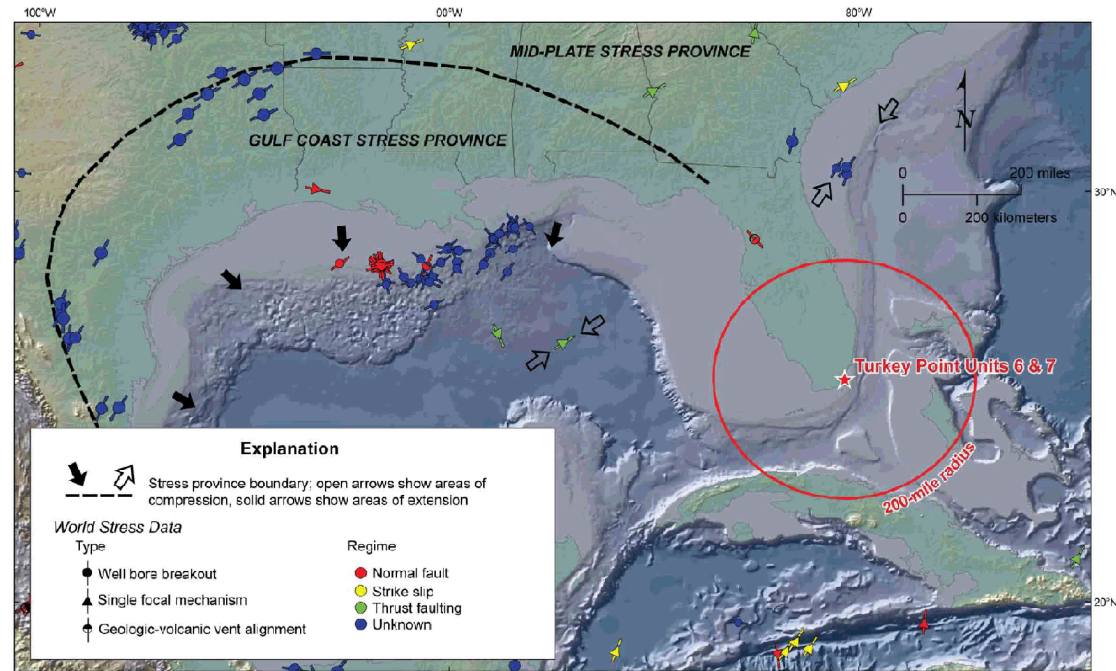 100°W
90°W
80°W
MID-PLATE STRESS PROVINCE
GULF COAST STRESS PROVINCE
N
0 200 miles
0 200 kilometers
30°N
Turkey Point Units 6 & 7
200-mile radius
20°N
Explanation
Stress province boundary; open arrows show areas of
compression, solid arrows show areas of extension
World Stress Data
Type
Well bore breakout
Single focal mechanism
Geologic-volcanic vent alignment
Regime
Normal fault
Strike slip
Thrust faulting
Unknown